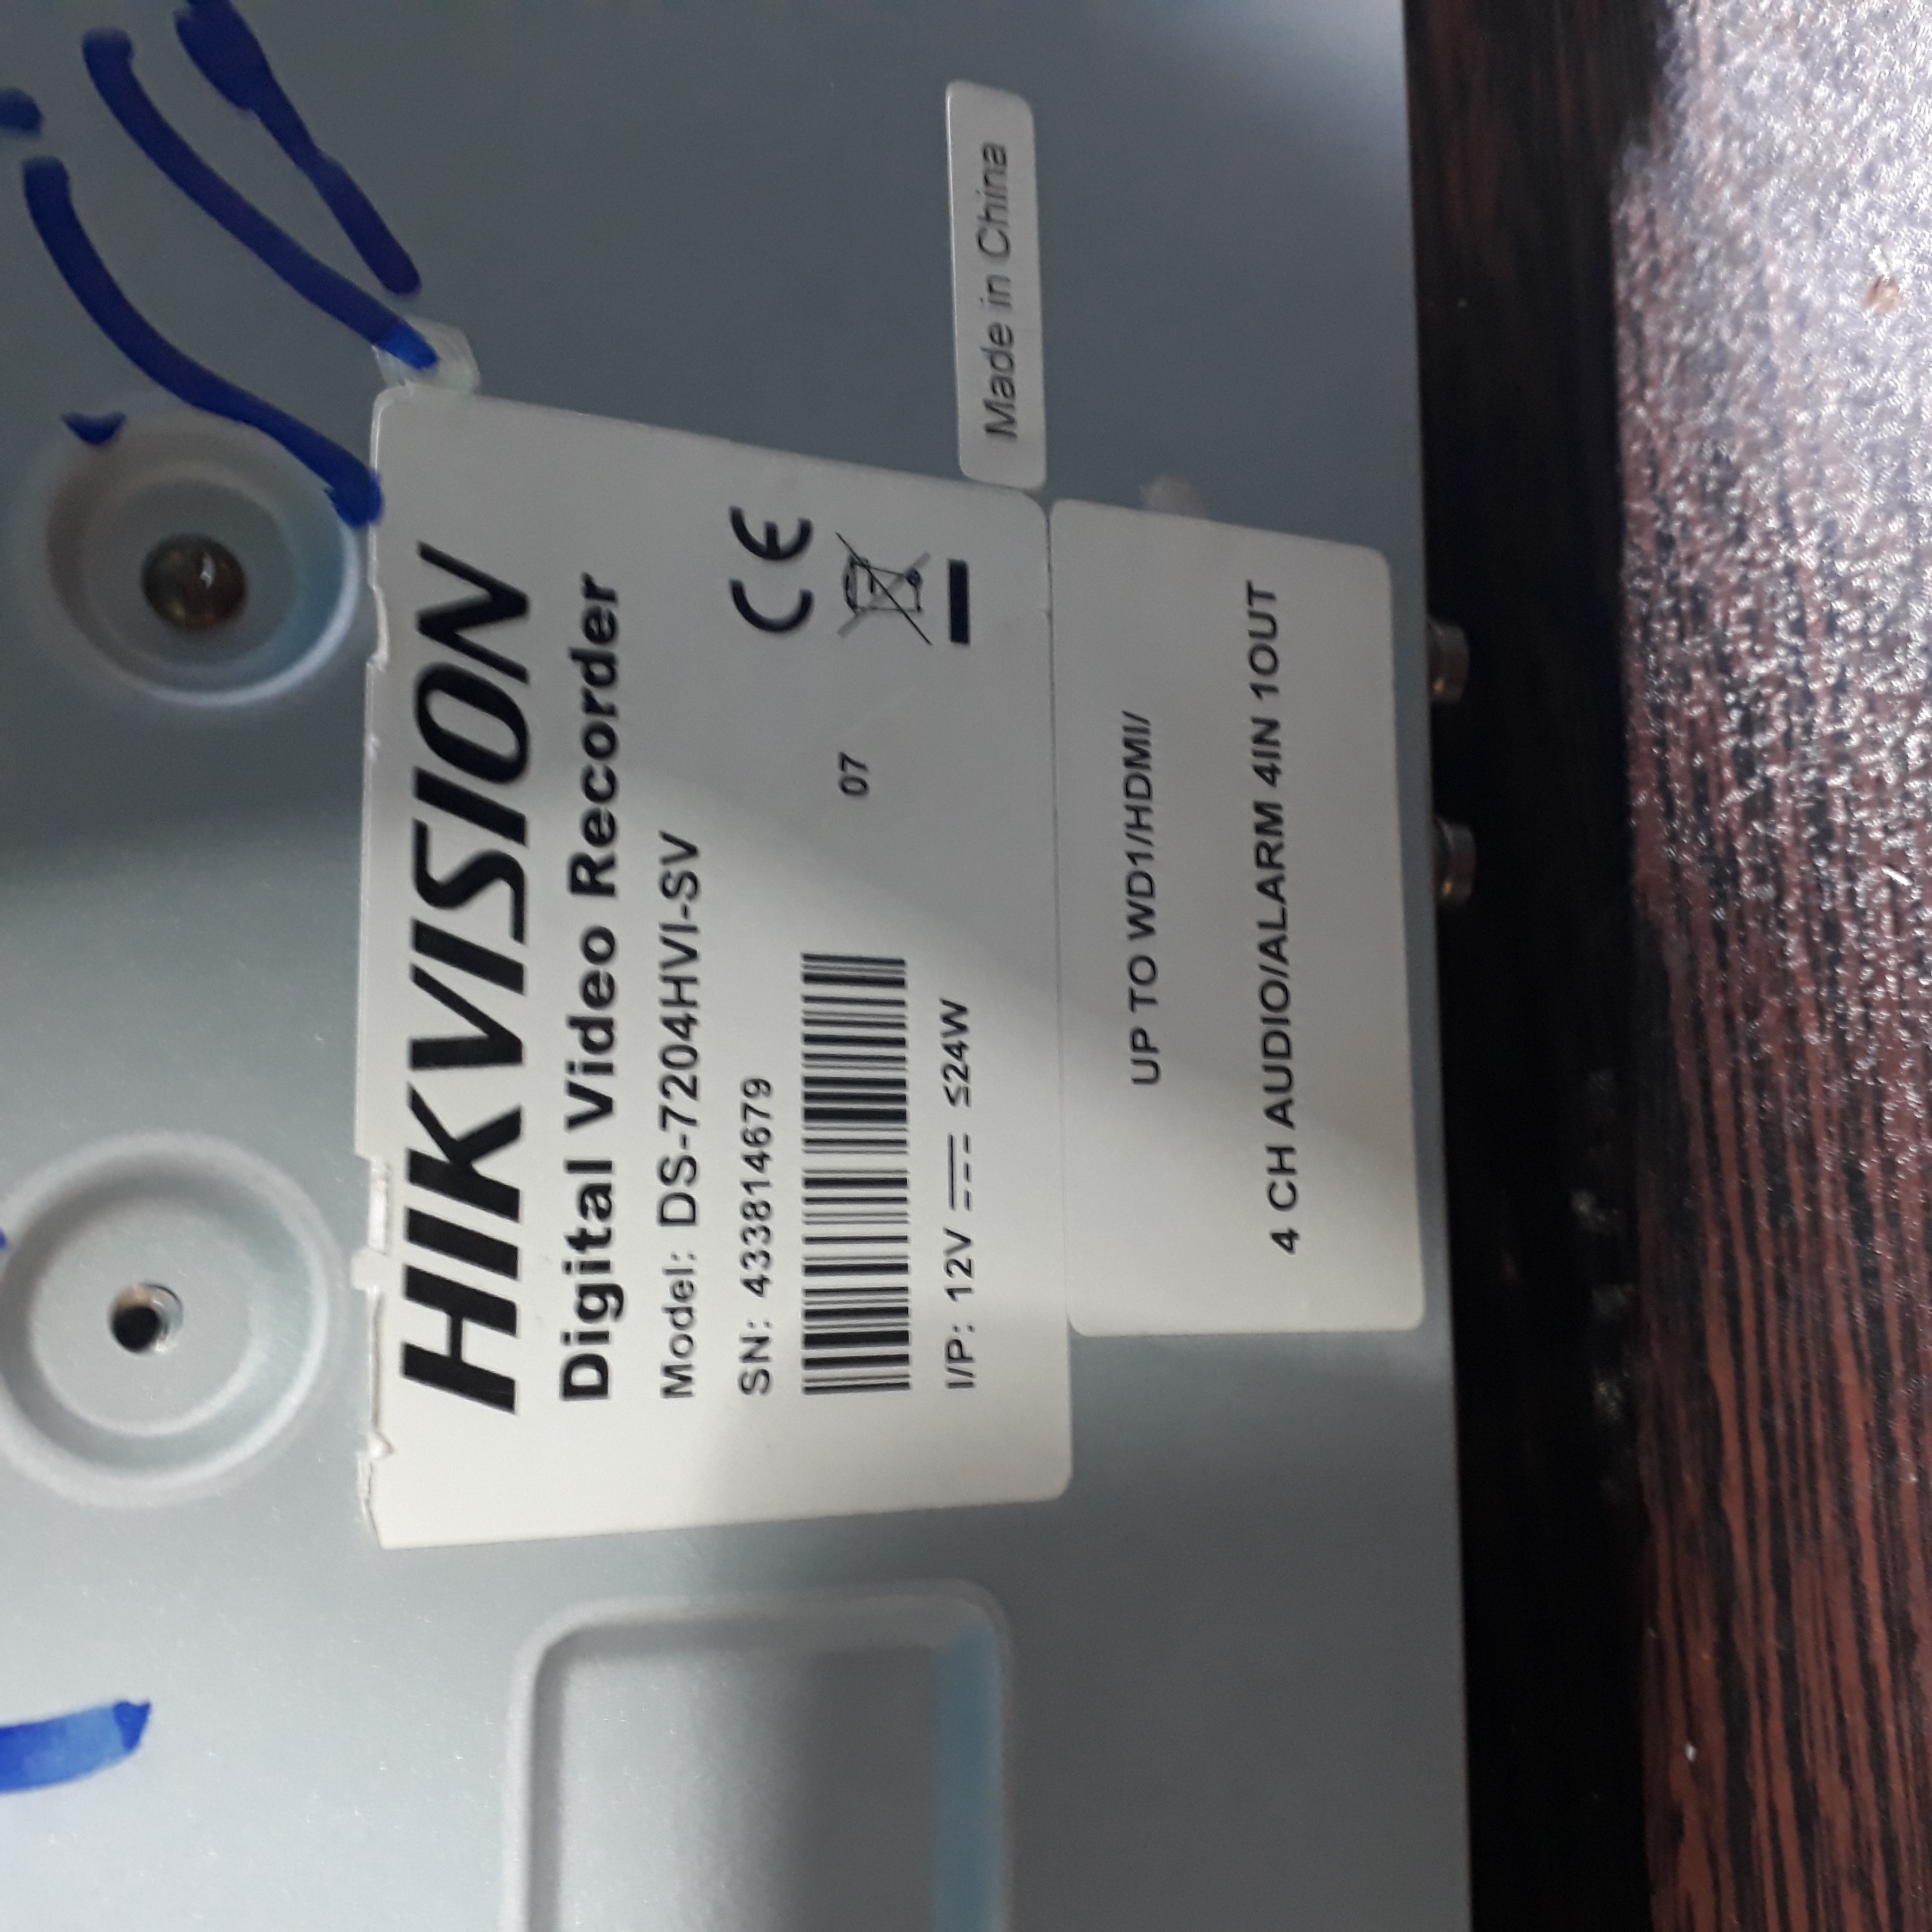 HIKVISION
Digital Video Recorder
Model: DS-7204HVI-SV
SN: 433814679
07
I/P: 12V ⎓ ≤24W
CE
Made in China
UP TO WD1/HDMI/
4 CH AUDIO/ALARM 4IN 1OUT